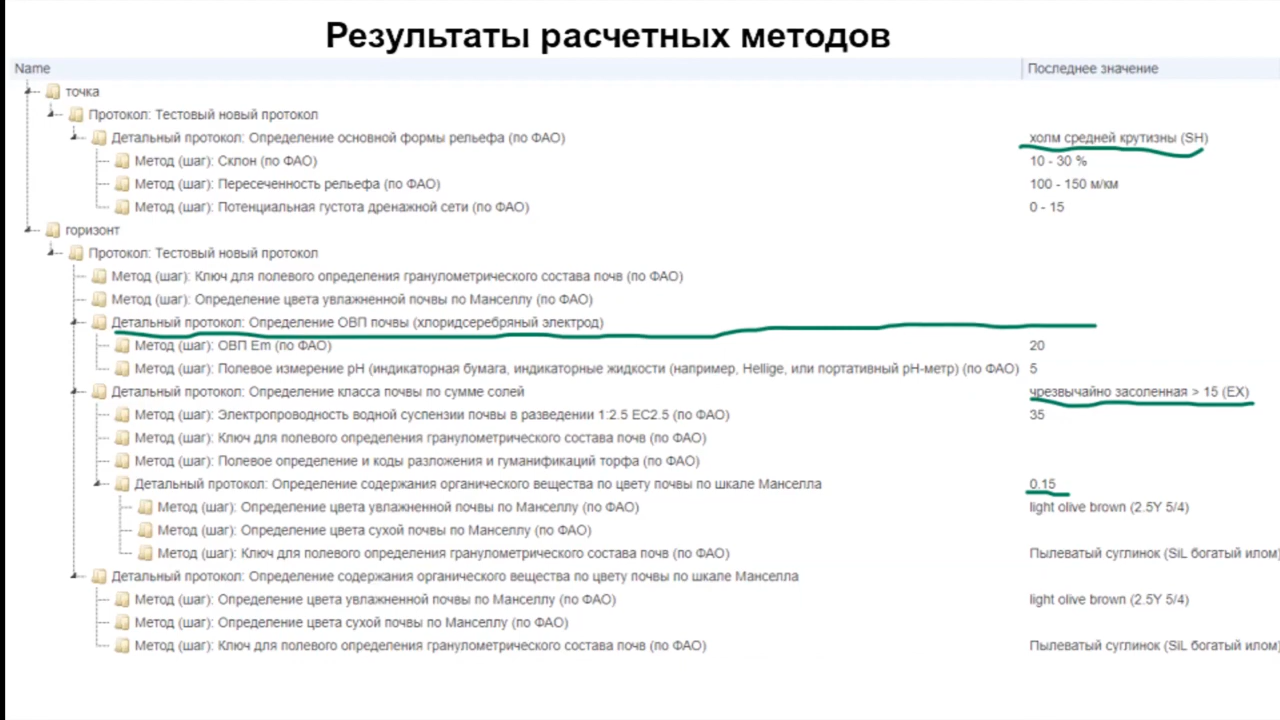 Результаты расчетных методов
Name Последнее значение
точка
Протокол: Тестовый новый протокол
Детальный протокол: Определение основной формы рельефа (по ФАО) холм средней крутизны (SH)
Метод (шаг): Склон (по ФАО) 10 - 30 %
Метод (шаг): Пересеченность рельефа (по ФАО) 100 - 150 м/км
Метод (шаг): Потенциальная густота дренажной сети (по ФАО) 0 - 15
горизонт
Протокол: Тестовый новый протокол
Метод (шаг): Ключ для полевого определения гранулометрического состава почв (по ФАО)
Метод (шаг): Определение цвета увлажненной почвы по Манселлу (по ФАО)
Детальный протокол: Определение ОВП почвы (хлоридсеребряный электрод)
Метод (шаг): ОВП Em (по ФАО) 20
Метод (шаг): Полевое измерение pH (индикаторная бумага, индикаторные жидкости (например, Hellige, или портативный pH-метр) (по ФАО) 5
Детальный протокол: Определение класса почвы по сумме солей чрезвычайно засоленная > 15 (EX)
Метод (шаг): Электропроводность водной суспензии почвы в разведении 1:2.5 EC2.5 (по ФАО) 35
Метод (шаг): Ключ для полевого определения гранулометрического состава почв (по ФАО)
Метод (шаг): Полевое определение и коды разложения и гуманификаций торфа (по ФАО)
Детальный протокол: Определение содержания органического вещества по цвету почвы по шкале Манселла 0.15
Метод (шаг): Определение цвета увлажненной почвы по Манселлу (по ФАО) light olive brown (2.5Y 5/4)
Метод (шаг): Определение цвета сухой почвы по Манселлу (по ФАО)
Метод (шаг): Ключ для полевого определения гранулометрического состава почв (по ФАО) Пылеватый суглинок (SiL богатый илом)
Детальный протокол: Определение содержания органического вещества по цвету почвы по шкале Манселла
Метод (шаг): Определение цвета увлажненной почвы по Манселлу (по ФАО) light olive brown (2.5Y 5/4)
Метод (шаг): Определение цвета сухой почвы по Манселлу (по ФАО)
Метод (шаг): Ключ для полевого определения гранулометрического состава почв (по ФАО) Пылеватый суглинок (SiL богатый илом)